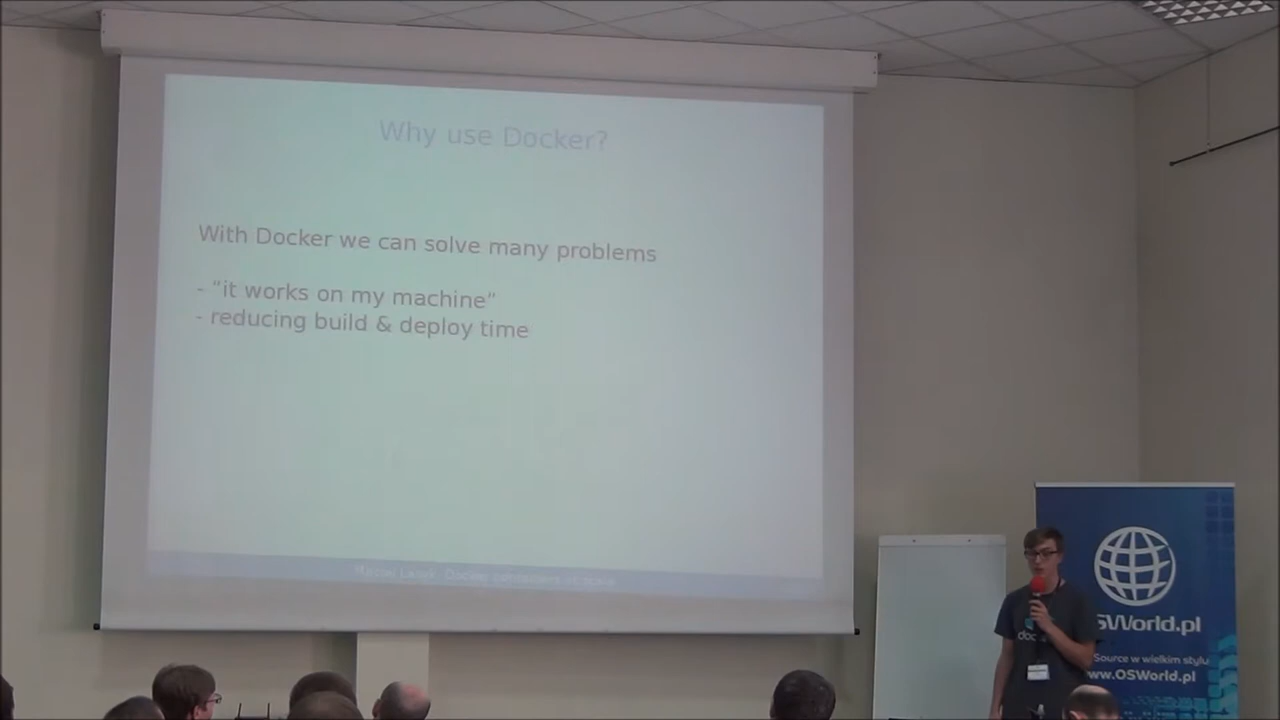 Why use Docker?
With Docker we can solve many problems
- "it works on my machine"
- reducing build & deploy time
SWorld.pl
Source w wielkim stylu
www.OSWorld.pl